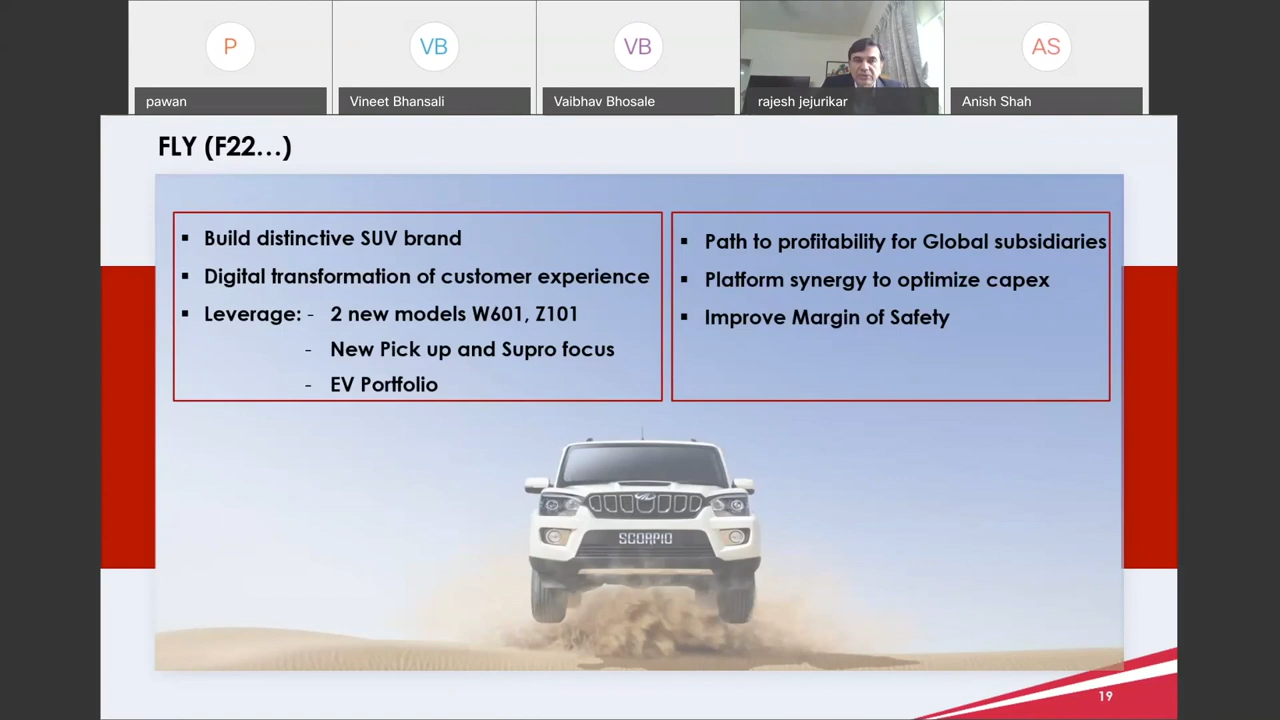 P
VB
VB
AS
pawan
Vineet Bhansali
Vaibhav Bhosale
rajesh jejurikar
Anish Shah
FLY (F22...)
▪ Build distinctive SUV brand
▪ Digital transformation of customer experience
▪ Leverage: - 2 new models W601, Z101
- New Pick up and Supro focus
- EV Portfolio
▪ Path to profitability for Global subsidiaries
▪ Platform synergy to optimize capex
▪ Improve Margin of Safety
SCORPIO
19